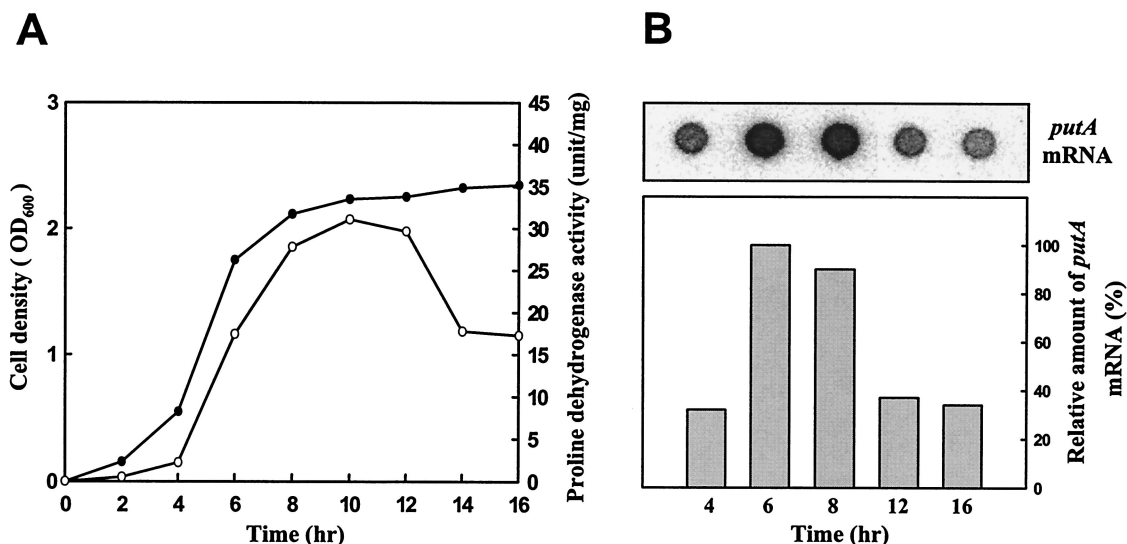 A
B
Cell density ( OD600)
3
2
1
0
45
40
35
30
25
20
15
10
5
0
Proline dehydrogenase activity (unit/mg)
0 2 4 6 8 10 12 14 16
Time (hr)
putA
mRNA
100
80
60
40
20
0
Relative amount of putA
mRNA (%)
4 6 8 12 16
Time (hr)